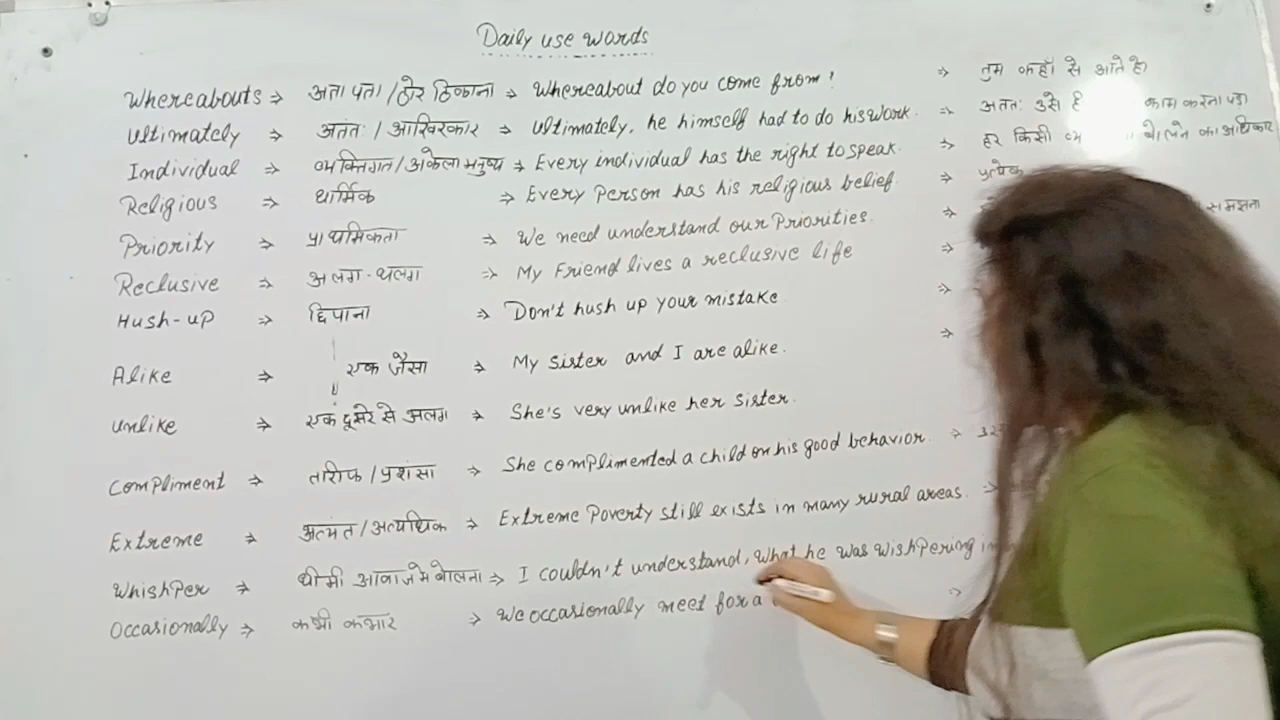 Daily use words
Whereabouts ⇒ अता पता / ठोर ठिकाना ⇒ Whereabout do you come from? ⇒ तुम कहाँ से आते हो
Ultimately ⇒ अततः / आखिरकार ⇒ Ultimately, he himself had to do his work. ⇒ अततः उसे काम करना पड़ा
Individual ⇒ व्यक्तिगत / अकेला मनुष्य ⇒ Every individual has the right to speak. ⇒ हर किसी बोलने का अधिकार
Religious ⇒ धार्मिक ⇒ Every Person has his religious belief. ⇒ प्रत्येक
Priority ⇒ प्राथमिकता ⇒ We need understand our Priorities. ⇒ समझना
Reclusive ⇒ अलग-थलग ⇒ My Friend lives a reclusive life ⇒
Hush-up ⇒ छिपाना ⇒ Don't hush up your mistake ⇒
Alike ⇒ एक जैसा ⇒ My Sister and I are alike. ⇒
Unlike ⇒ एक दूसरे से अलग ⇒ She's very unlike her sister.
Compliment ⇒ तारीफ / प्रशंसा ⇒ She complimented a child on his good behavior. ⇒
Extreme ⇒ अत्यंत / अत्यधिक ⇒ Extreme Poverty still exists in many rural areas. ⇒
Whishper ⇒ धीमी आवाज मे बोलना ⇒ I couldn't understand, What he was wishpering
Occasionally ⇒ कभी कभार ⇒ We occasionally meet for a ⇒